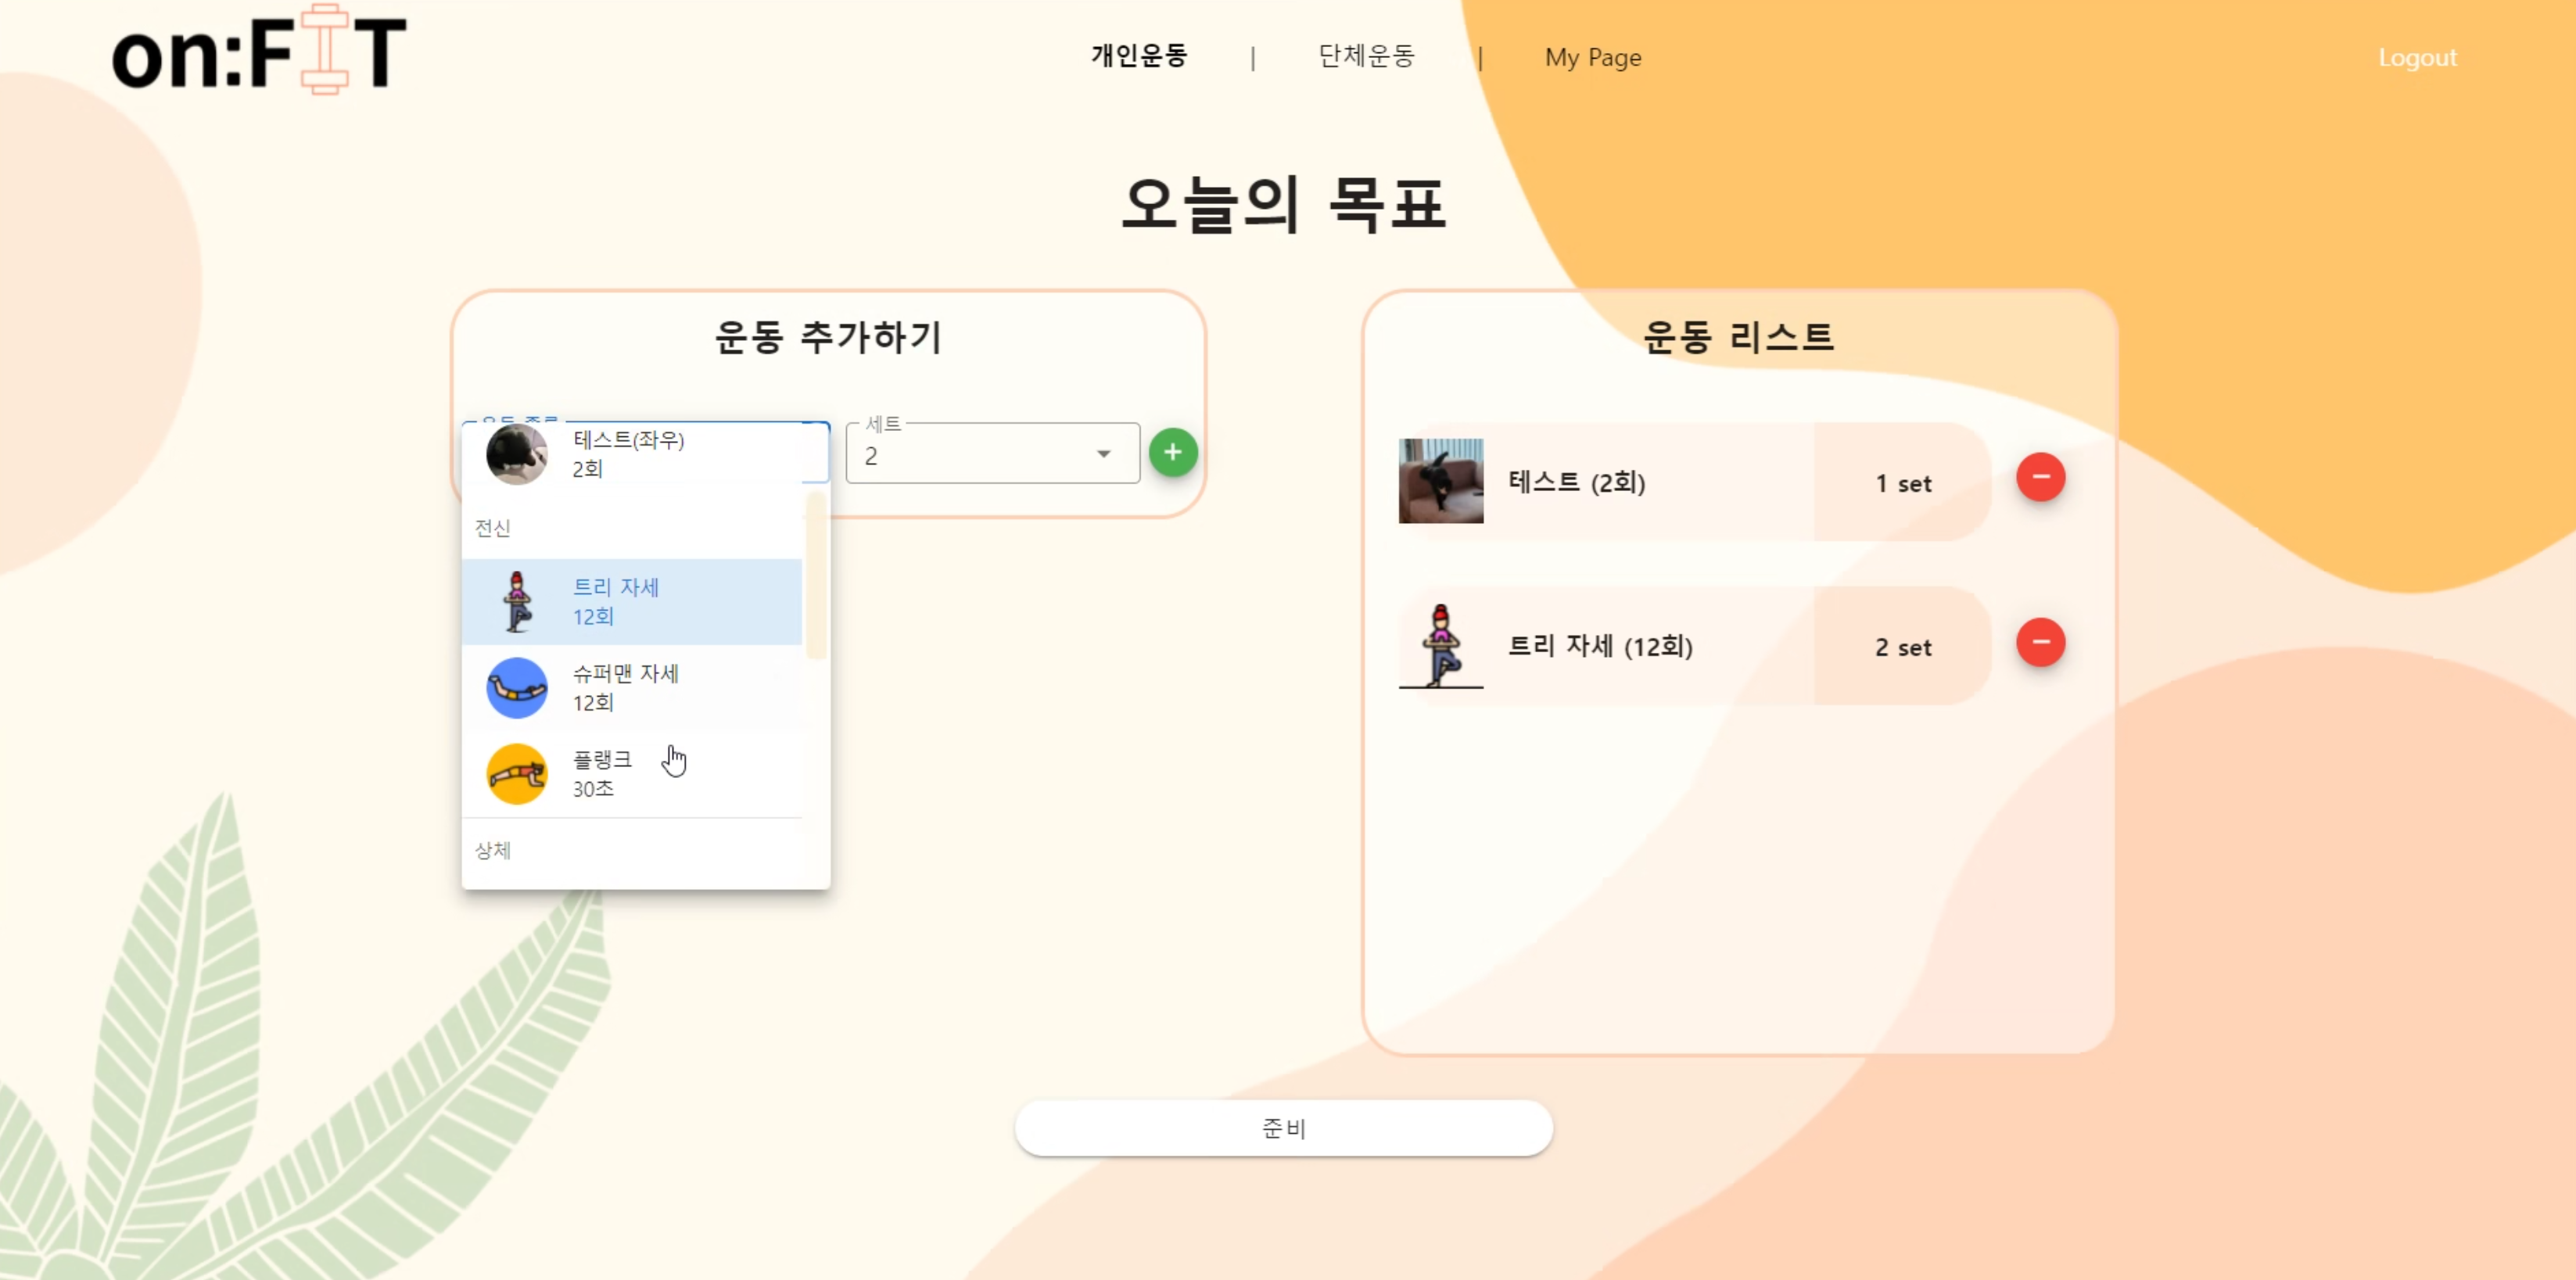 on:FIT
개인운동 | 단체운동 | My Page
Logout
오늘의 목표
운동 추가하기
테스트(좌우)
2회
전신
트리 자세
12회
슈퍼맨 자세
12회
플랭크
30초
상체
세트
2
운동 리스트
테스트 (2회)
1 set
트리 자세 (12회)
2 set
준비